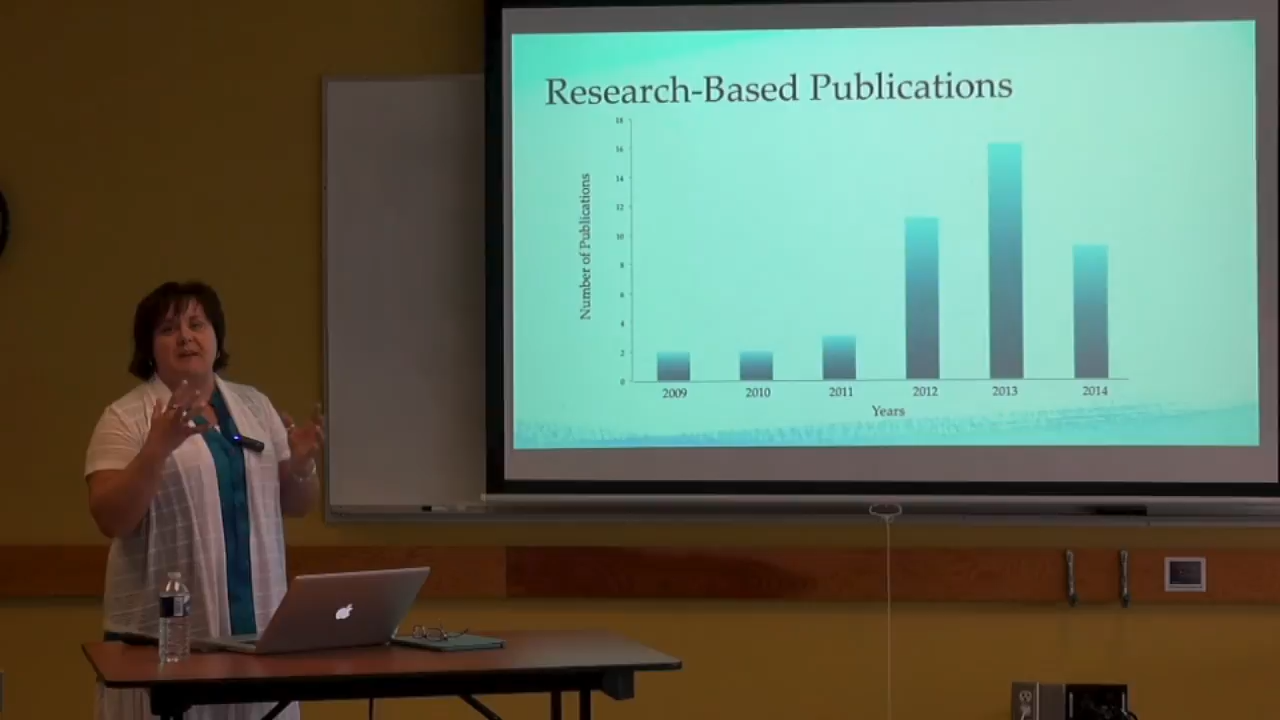 Research-Based Publications
18
16
14
12
10
8
6
4
2
0
Number of Publications
2009 2010 2011 2012 2013 2014
Years